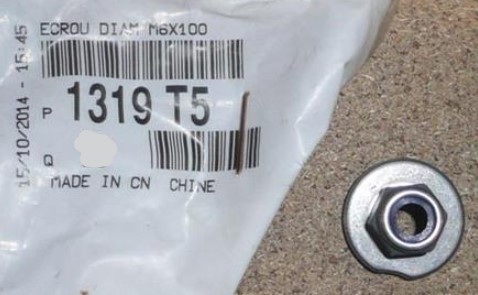 ECROU DIAM M6X100
P 1319 T5
Q
MADE IN CN CHINE
15/10/2014 - 15:45